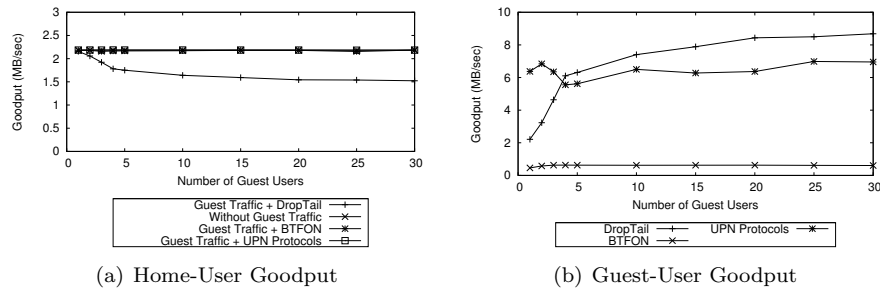 3
2.5
2
1.5
1
0.5
0
0 5 10 15 20 25 30
Goodput (MB/sec)
Number of Guest Users
Guest Traffic + DropTail
Without Guest Traffic
Guest Traffic + BTFON
Guest Traffic + UPN Protocols
(a) Home-User Goodput
10
8
6
4
2
0
0 5 10 15 20 25 30
Goodput (MB/sec)
Number of Guest Users
DropTail
BTFON
UPN Protocols
(b) Guest-User Goodput